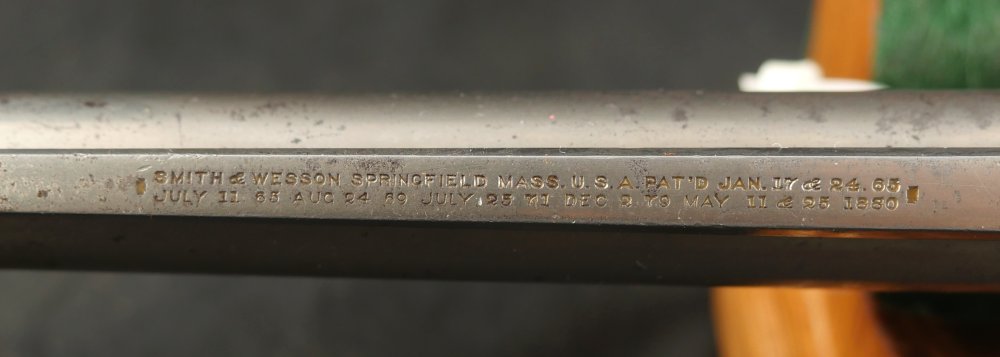 SMITH & WESSON SPRINGFIELD MASS. U.S.A. PAT'D JAN. 17 & 24. 65
JULY 11 65 AUG 24 69 JULY 25 71 DEC 2 79 MAY 11 & 25 1880